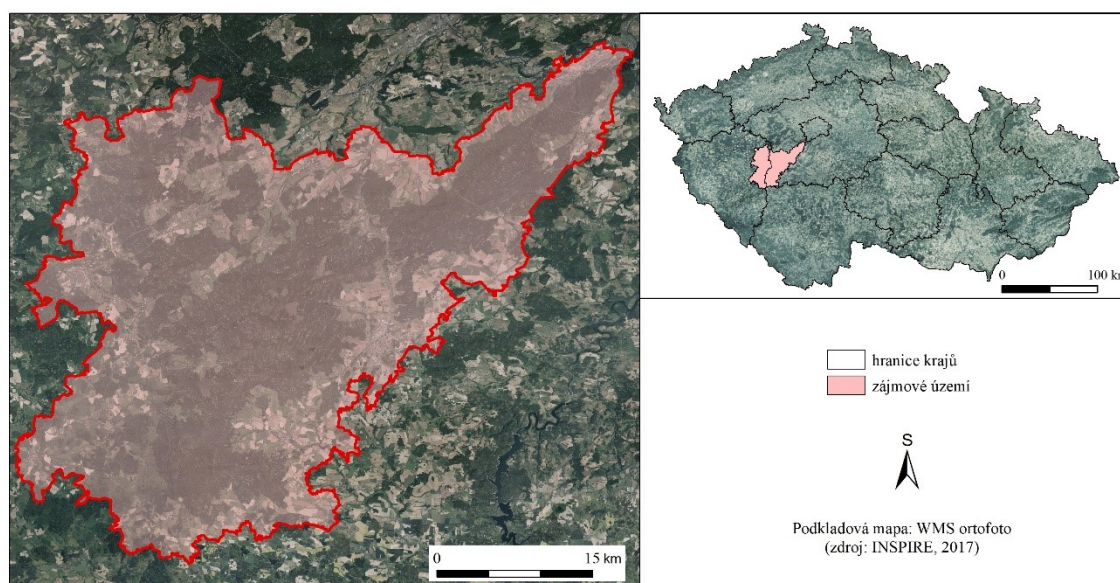 0 15 km
0 100 km
hranice krajů
zájmové území
S
Podkladová mapa: WMS ortofoto
(zdroj: INSPIRE, 2017)